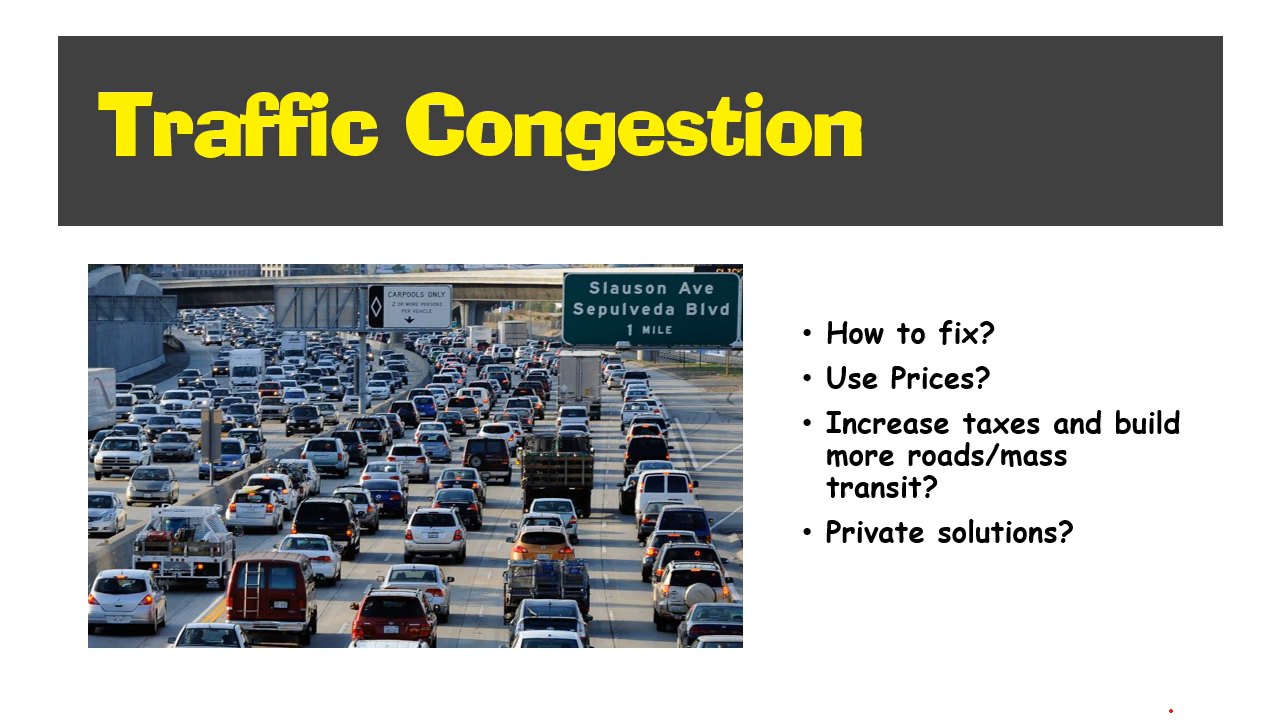 Traffic Congestion
CARPOOLS ONLY
2 OR MORE PERSONS
PER VEHICLE
Slauson Ave
Sepulveda Blvd
1 MILE
• How to fix?
• Use Prices?
• Increase taxes and build
more roads/mass
transit?
• Private solutions?